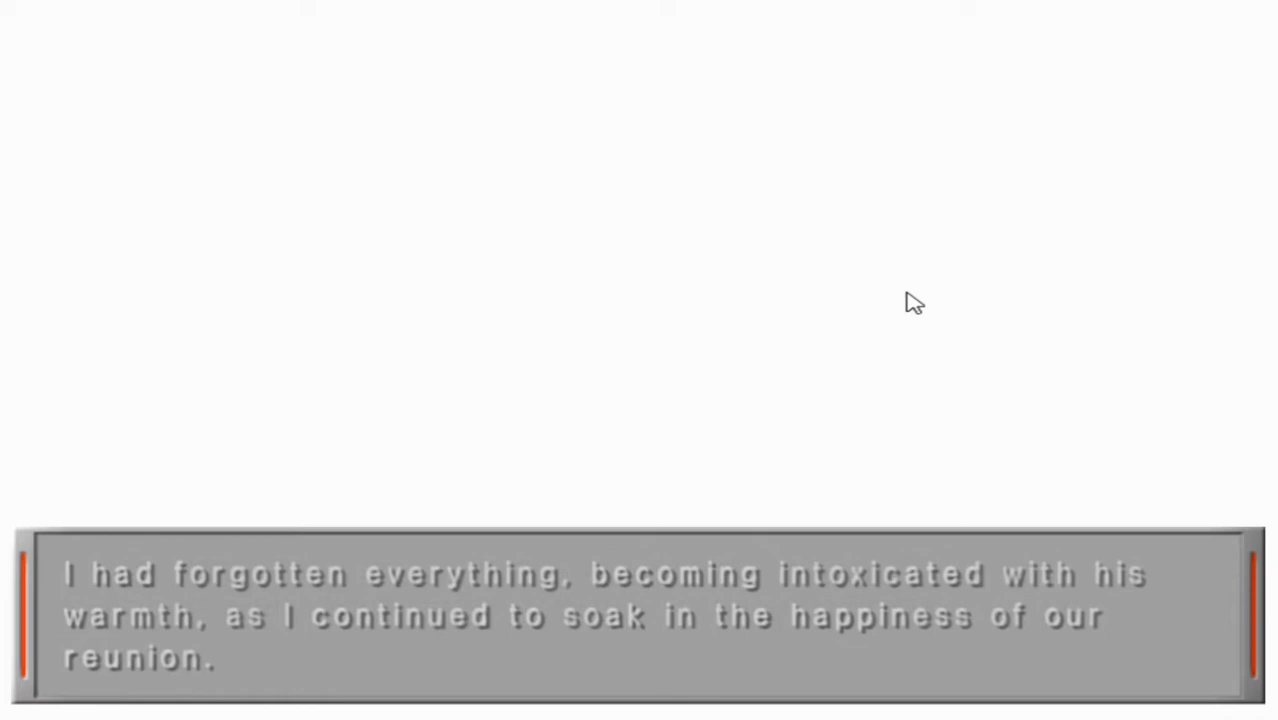 I had forgotten everything, becoming intoxicated with his
warmth, as I continued to soak in the happiness of our
reunion.